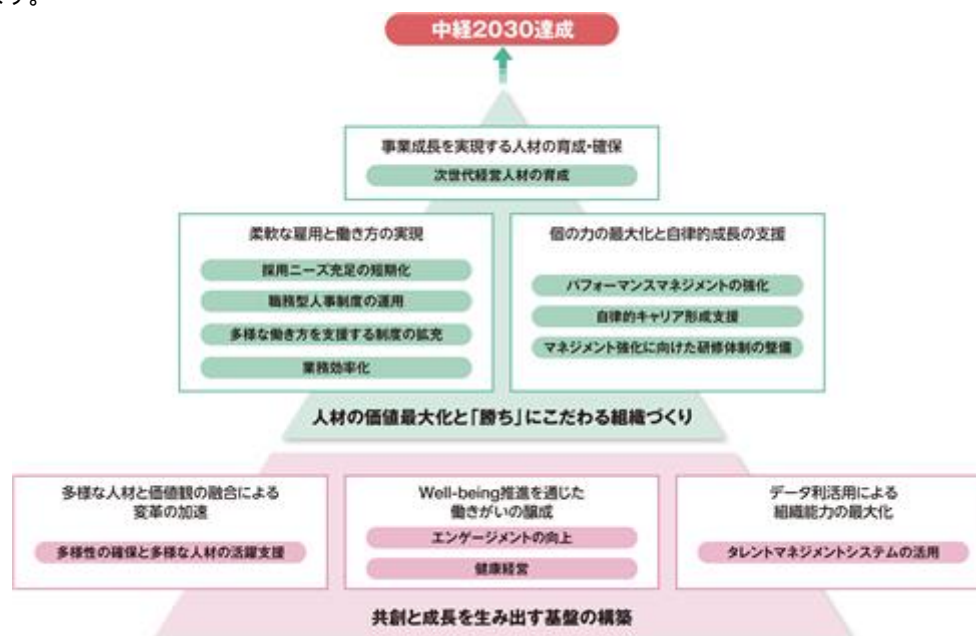 す。
中経2030達成
事業成長を実現する人材の育成・確保
次世代経営人材の育成
柔軟な雇用と働き方の実現
採用ニーズ充足の短期化
職務型人事制度の運用
多様な働き方を支援する制度の拡充
業務効率化
個の力の最大化と自律的成長の支援
パフォーマンスマネジメントの強化
自律的キャリア形成支援
マネジメント強化に向けた研修体制の整備
人材の価値最大化と「勝ち」にこだわる組織づくり
多様な人材と価値観の融合による
変革の加速
多様性の確保と多様な人材の活躍支援
Well-being推進を通じた
働きがいの醸成
エンゲージメントの向上
健康経営
データ利活用による
組織能力の最大化
タレントマネジメントシステムの活用
共創と成長を生み出す基盤の構築